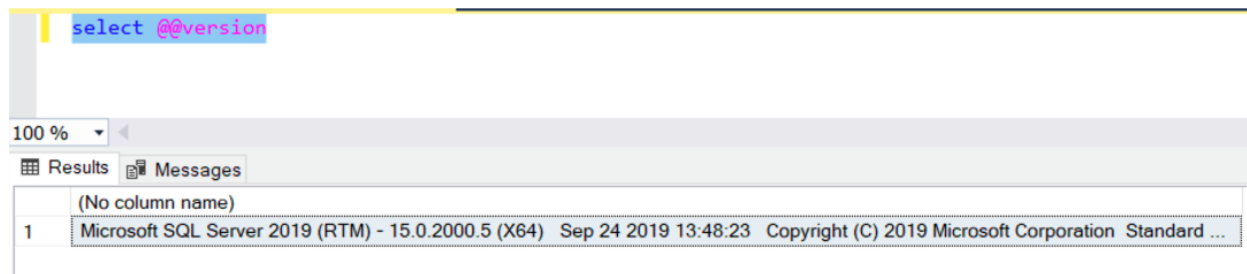 select @@version
100 %
Results Messages
(No column name)
1 Microsoft SQL Server 2019 (RTM) - 15.0.2000.5 (X64) Sep 24 2019 13:48:23 Copyright (C) 2019 Microsoft Corporation Standard ...